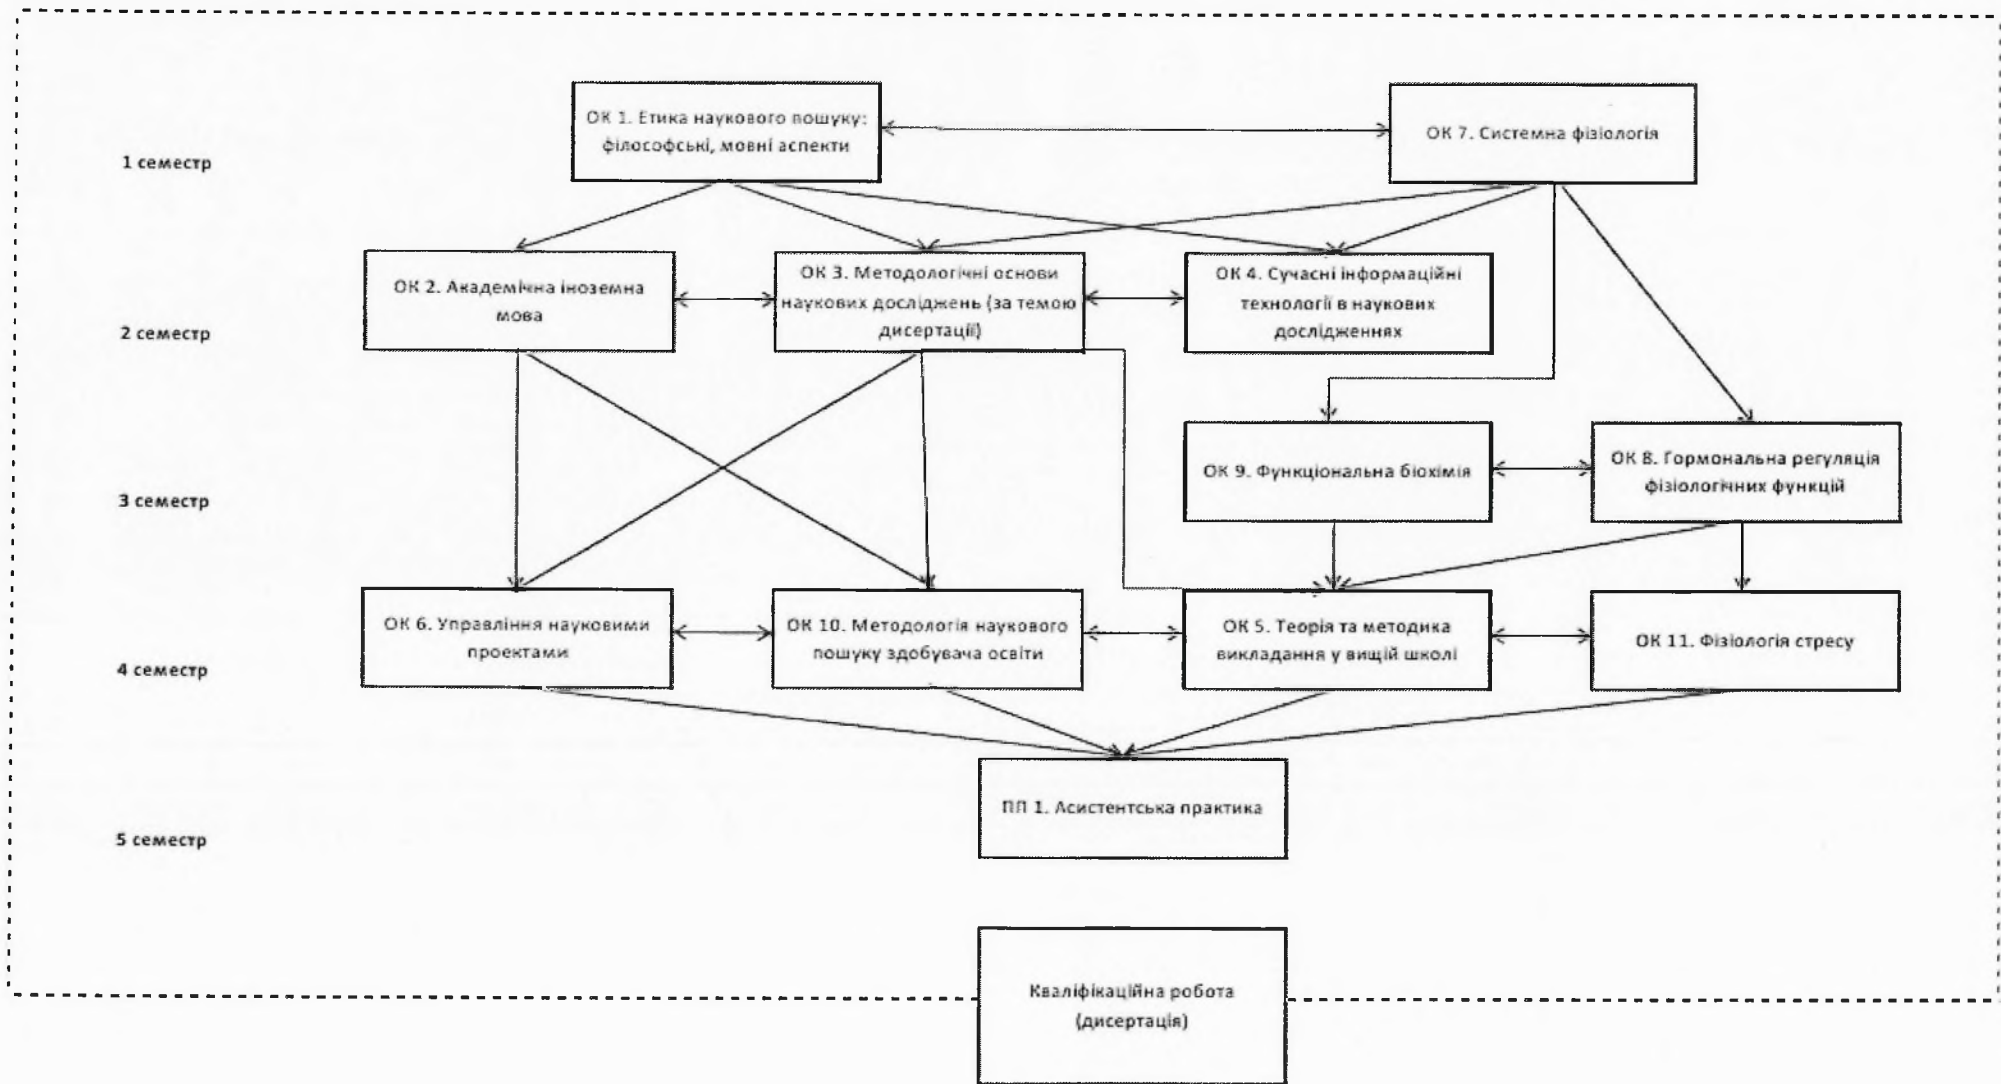 ОК 1. Етика наукового пошуку:
філософські, мовні аспекти
ОК 7. Системна фізіологія
1 семестр
ОК 2. Академічна іноземна
мова
ОК 3. Методологічні основи
наукових досліджень (за темою
дисертації)
ОК 4. Сучасні інформаційні
технології в наукових
дослідженнях
2 семестр
ОК 9. Функціональна біохімія
ОК 8. Гормональна регуляція
фізіологічних функцій
3 семестр
ОК 6. Управління науковими
проектами
ОК 10. Методологія наукового
пошуку здобувача освіти
ОК 5. Теорія та методика
викладання у вищій школі
ОК 11. Фізіологія стресу
4 семестр
ПП 1. Асистентська практика
5 семестр
Кваліфікаційна робота
(дисертація)